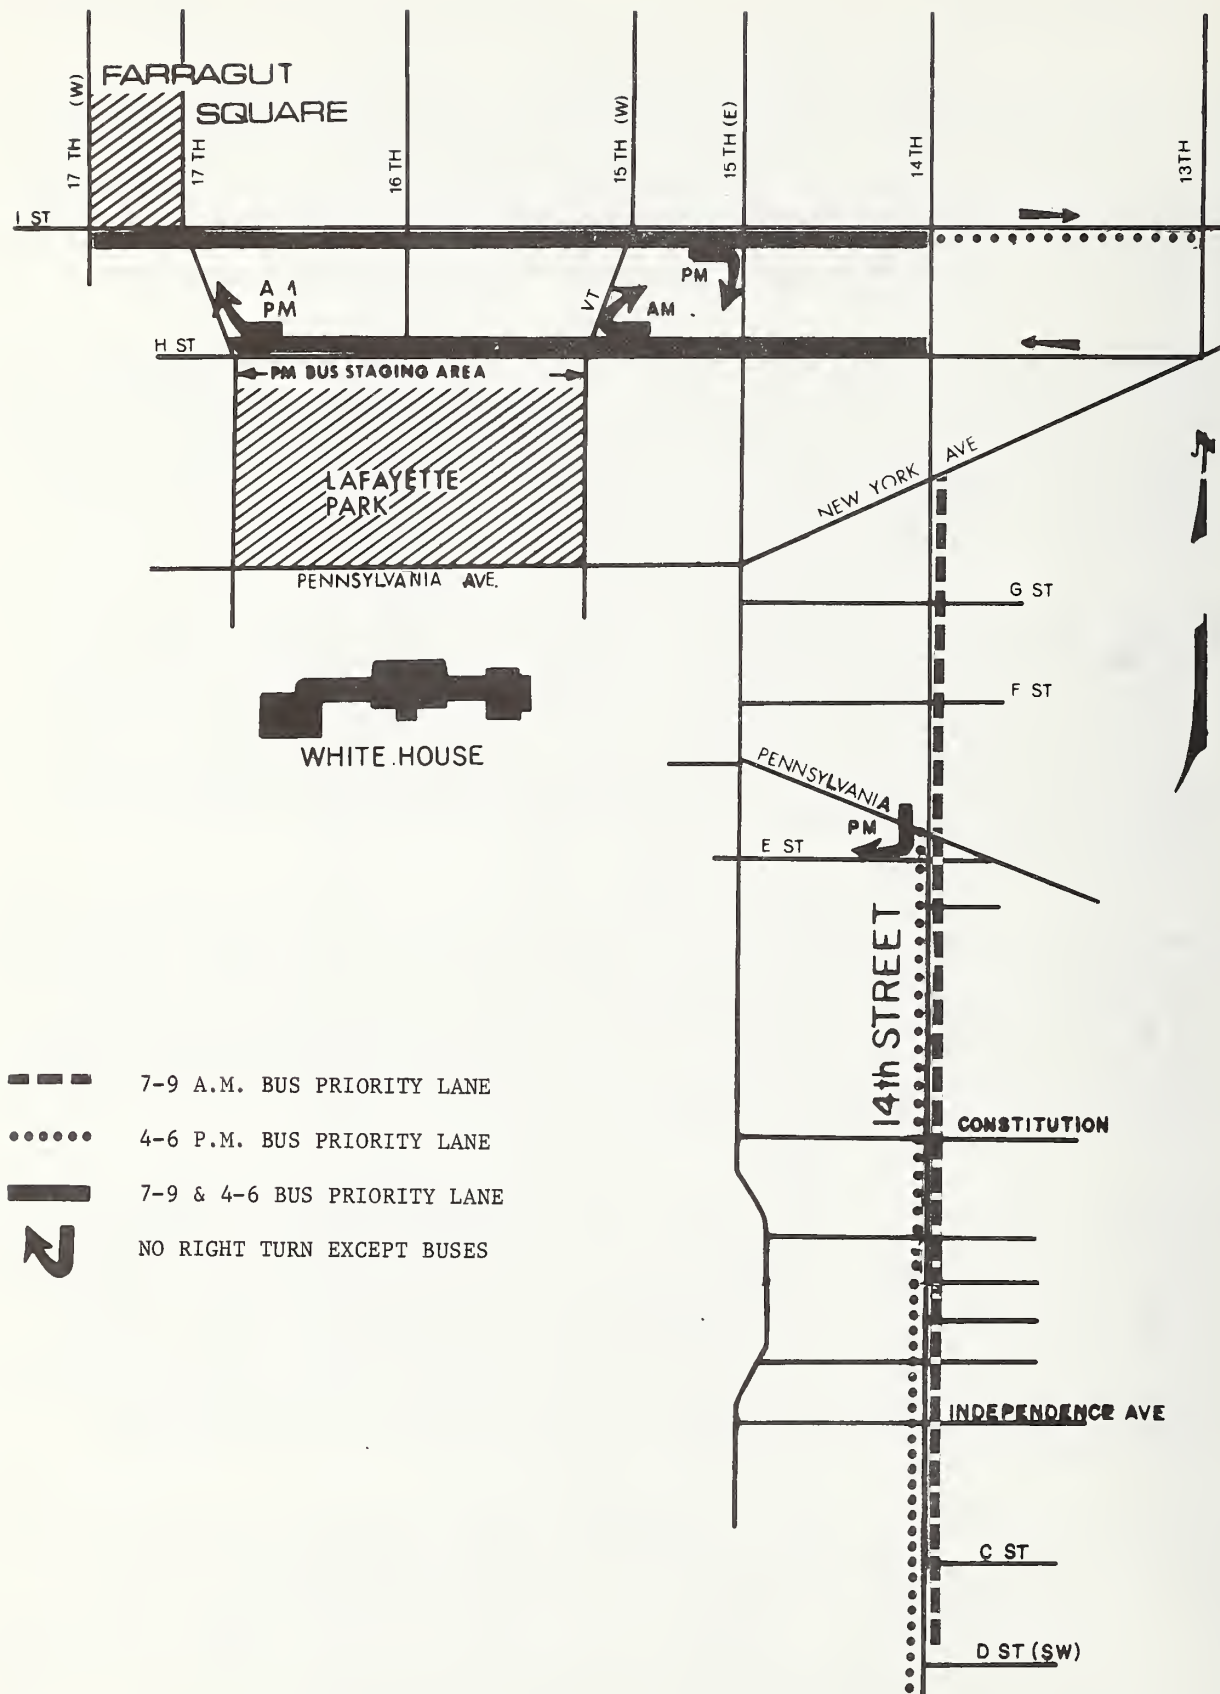 FARRAGUT
SQUARE
17 TH (W)
17 TH
16 TH
15 TH (W)
15 TH (E)
14 TH
13TH
I ST
PM
A
PM
VT
AM
H ST
PM BUS STAGING AREA
LAFAYETTE
PARK
NEW YORK AVE
PENNSYLVANIA AVE.
G ST
F ST
WHITE HOUSE
PENNSYLVANIA
PM
E ST
14th STREET
7-9 A.M. BUS PRIORITY LANE
4-6 P.M. BUS PRIORITY LANE
7-9 & 4-6 BUS PRIORITY LANE
NO RIGHT TURN EXCEPT BUSES
CONSTITUTION
INDEPENDENCE AVE
C ST
D ST (SW)